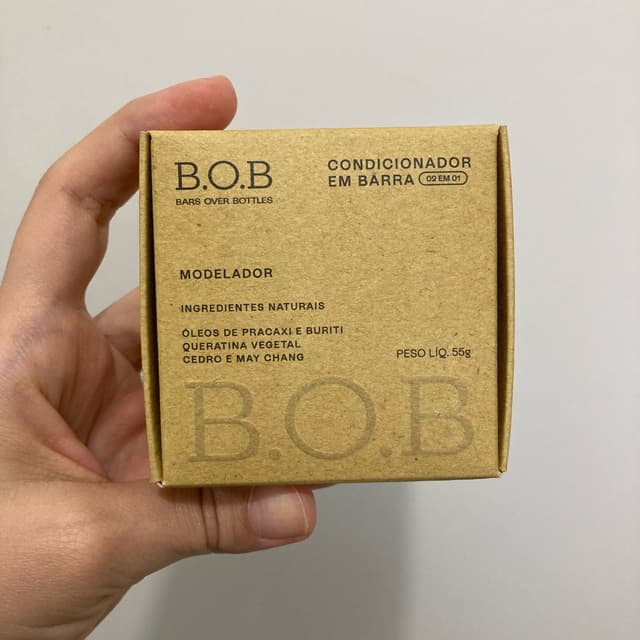 B.O.B
BARS OVER BOTTLES
CONDICIONADOR
EM BARRA 02 EM 01
MODELADOR
INGREDIENTES NATURAIS
ÓLEOS DE PRACAXI E BURITI
QUERATINA VEGETAL
CEDRO E MAY CHANG
PESO LÍQ. 55g
B.O.B